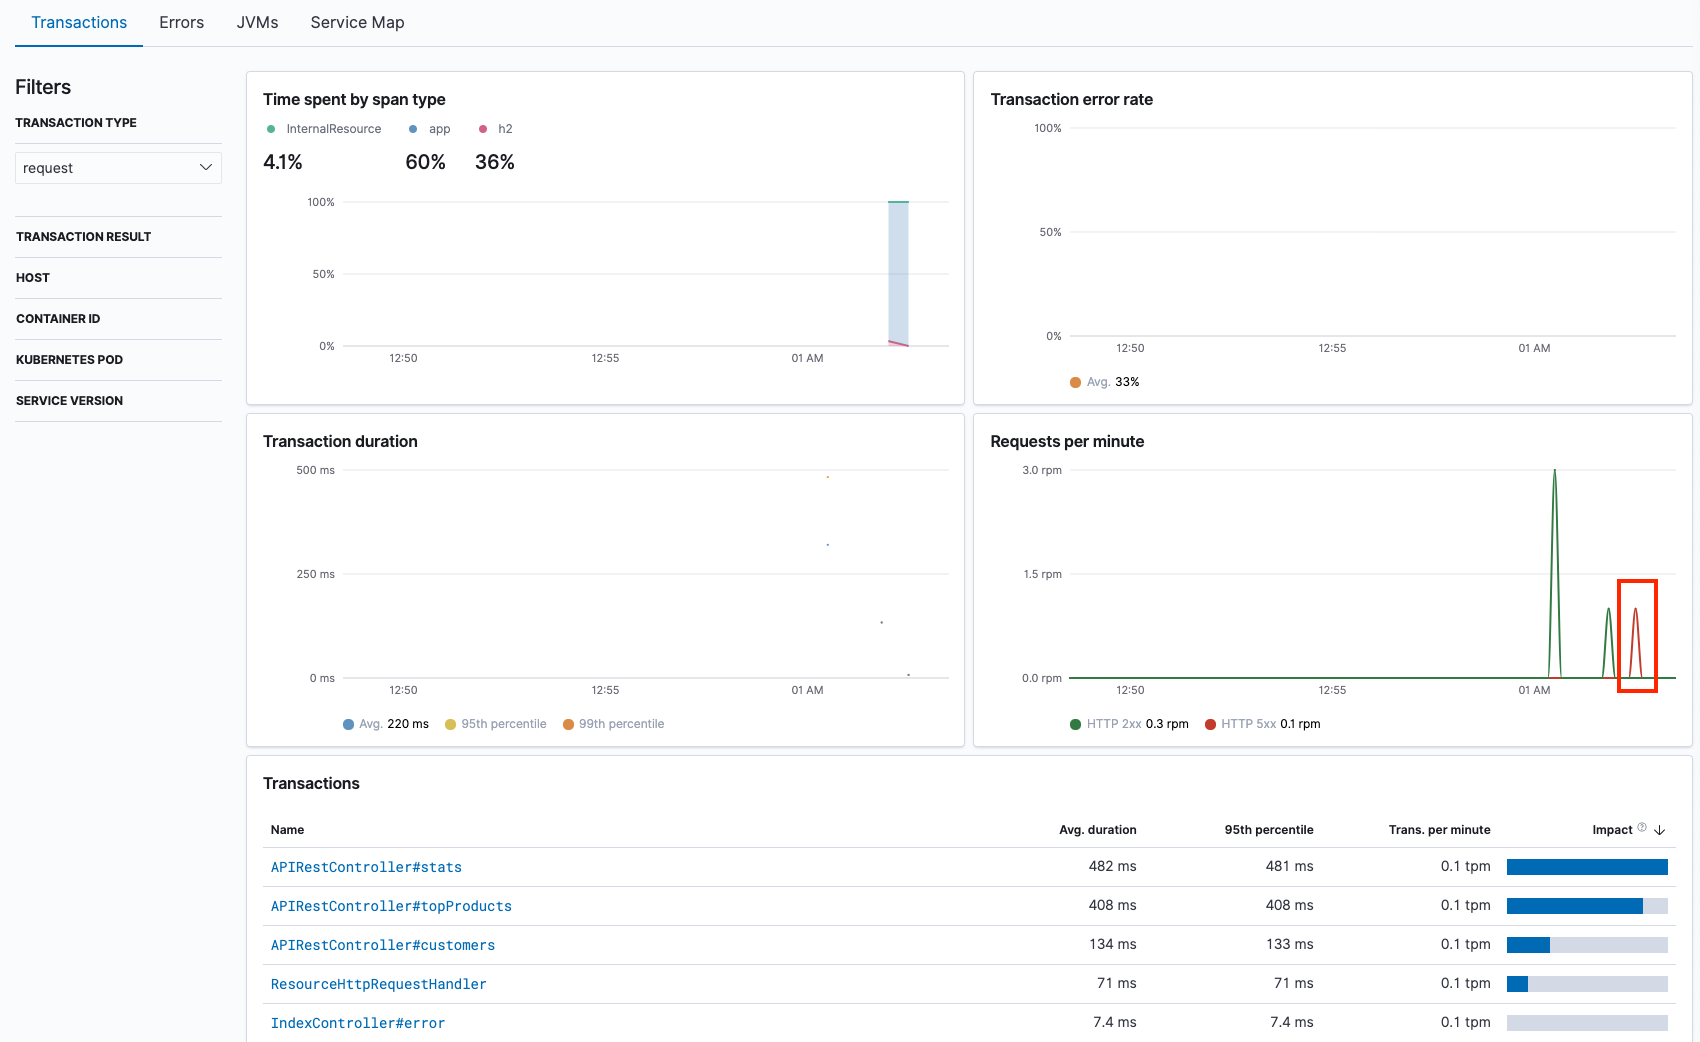 Transactions Errors JVMs Service Map
Filters
TRANSACTION TYPE
request
TRANSACTION RESULT
HOST
CONTAINER ID
KUBERNETES POD
SERVICE VERSION
Time spent by span type
InternalResource app h2
4.1% 60% 36%
100%
50%
0%
12:50 12:55 01 AM
Transaction error rate
100%
50%
0%
12:50 12:55 01 AM
Avg. 33%
Transaction duration
500 ms
250 ms
0 ms
12:50 12:55 01 AM
Avg. 220 ms 95th percentile 99th percentile
Requests per minute
3.0 rpm
1.5 rpm
0.0 rpm
12:50 12:55 01 AM
HTTP 2xx 0.3 rpm HTTP 5xx 0.1 rpm
Transactions
Name Avg. duration 95th percentile Trans. per minute Impact
APIRestController#stats 482 ms 481 ms 0.1 tpm
APIRestController#topProducts 408 ms 408 ms 0.1 tpm
APIRestController#customers 134 ms 133 ms 0.1 tpm
ResourceHttpRequestHandler 71 ms 71 ms 0.1 tpm
IndexController#error 7.4 ms 7.4 ms 0.1 tpm